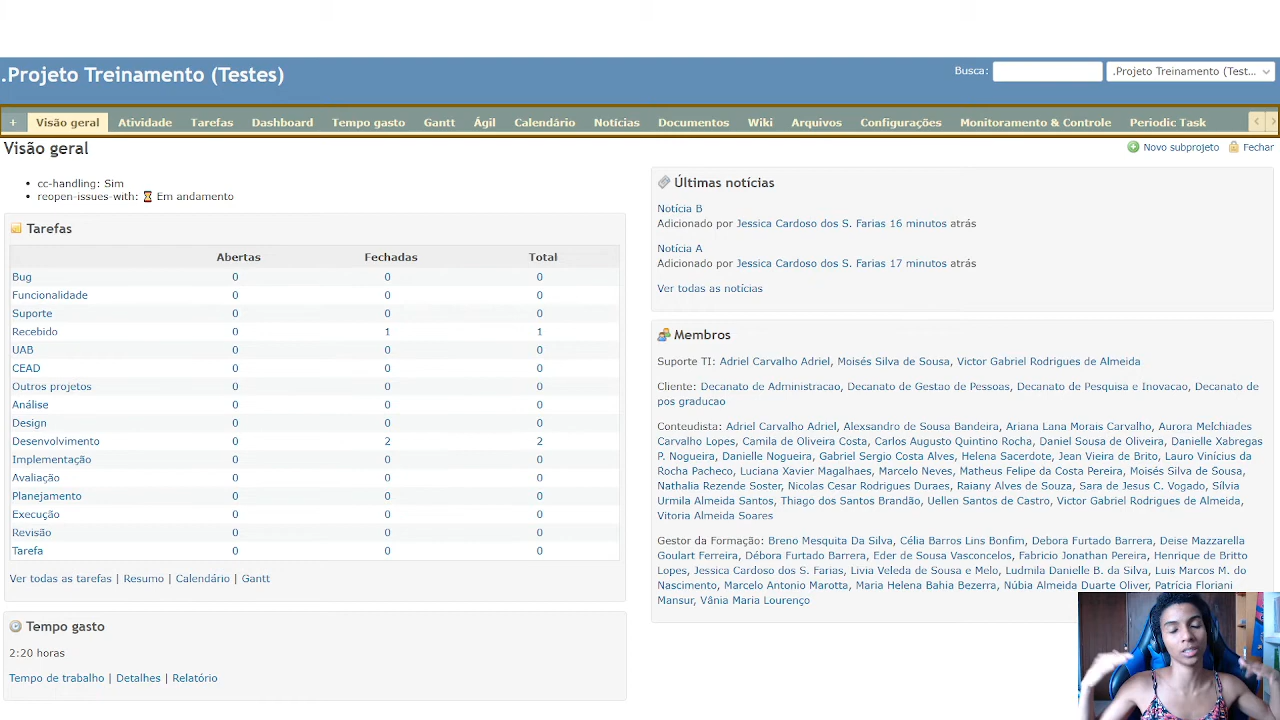 .Projeto Treinamento (Testes)
Busca:
.Projeto Treinamento (Test...
+ Visão geral Atividade Tarefas Dashboard Tempo gasto Gantt Ágil Calendário Notícias Documentos Wiki Arquivos Configurações Monitoramento & Controle Periodic Task
Visão geral
Novo subprojeto Fechar
cc-handling: Sim
reopen-issues-with: Em andamento
Tarefas
Abertas Fechadas Total
Bug 0 0 0
Funcionalidade 0 0 0
Suporte 0 0 0
Recebido 0 1 1
UAB 0 0 0
CEAD 0 0 0
Outros projetos 0 0 0
Análise 0 0 0
Design 0 0 0
Desenvolvimento 0 2 2
Implementação 0 0 0
Avaliação 0 0 0
Planejamento 0 0 0
Execução 0 0 0
Revisão 0 0 0
Tarefa 0 0 0
Ver todas as tarefas | Resumo | Calendário | Gantt
Tempo gasto
2:20 horas
Tempo de trabalho | Detalhes | Relatório
Últimas notícias
Notícia B
Adicionado por Jessica Cardoso dos S. Farias 16 minutos atrás
Notícia A
Adicionado por Jessica Cardoso dos S. Farias 17 minutos atrás
Ver todas as notícias
Membros
Suporte TI: Adriel Carvalho Adriel, Moisés Silva de Sousa, Victor Gabriel Rodrigues de Almeida
Cliente: Decanato de Administracao, Decanato de Gestao de Pessoas, Decanato de Pesquisa e Inovacao, Decanato de
pos graducao
Conteudista: Adriel Carvalho Adriel, Alexsandro de Sousa Bandeira, Ariana Lana Morais Carvalho, Aurora Melchiades
Carvalho Lopes, Camila de Oliveira Costa, Carlos Augusto Quintino Rocha, Daniel Sousa de Oliveira, Danielle Xabregas
P. Nogueira, Danielle Nogueira, Gabriel Sergio Costa Alves, Helena Sacerdote, Jean Vieira de Brito, Lauro Vinícius da
Rocha Pacheco, Luciana Xavier Magalhaes, Marcelo Neves, Matheus Felipe da Costa Pereira, Moisés Silva de Sousa,
Nathalia Rezende Soster, Nicolas Cesar Rodrigues Duraes, Raiany Alves de Souza, Sara de Jesus C. Vogado, Sílvia
Urmila Almeida Santos, Thiago dos Santos Brandão, Uellen Santos de Castro, Victor Gabriel Rodrigues de Almeida,
Vitoria Almeida Soares
Gestor da Formação: Breno Mesquita Da Silva, Célia Barros Lins Bonfim, Debora Furtado Barrera, Deise Mazzarella
Goulart Ferreira, Débora Furtado Barrera, Eder de Sousa Vasconcelos, Fabricio Jonathan Pereira, Henrique de Britto
Lopes, Jessica Cardoso dos S. Farias, Livia Veleda de Sousa e Melo, Ludmila Danielle B. da Silva, Luis Marcos M. do
Nascimento, Marcelo Antonio Marotta, Maria Helena Bahia Bezerra, Núbia Almeida Duarte Oliver, Patrícia Floriani
Mansur, Vânia Maria Lourenço